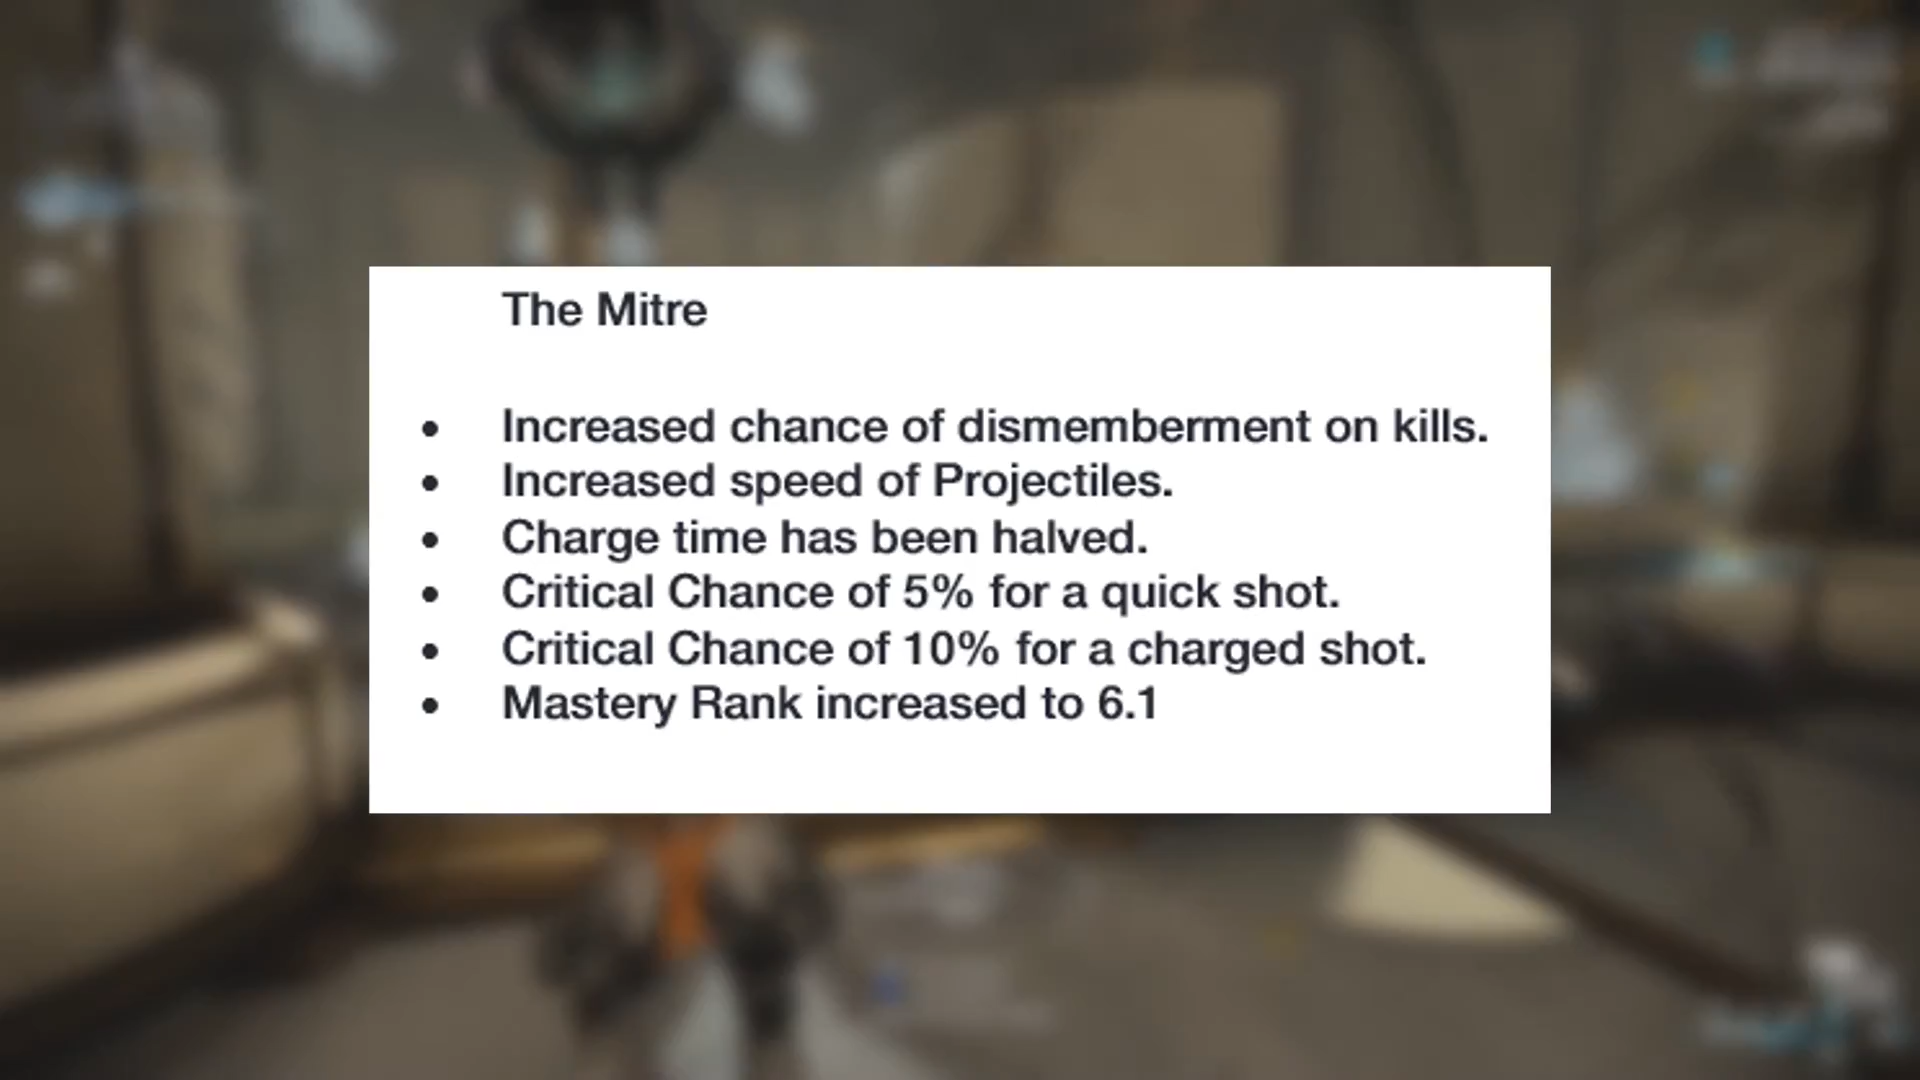 The Mitre
• Increased chance of dismemberment on kills.
• Increased speed of Projectiles.
• Charge time has been halved.
• Critical Chance of 5% for a quick shot.
• Critical Chance of 10% for a charged shot.
• Mastery Rank increased to 6.1